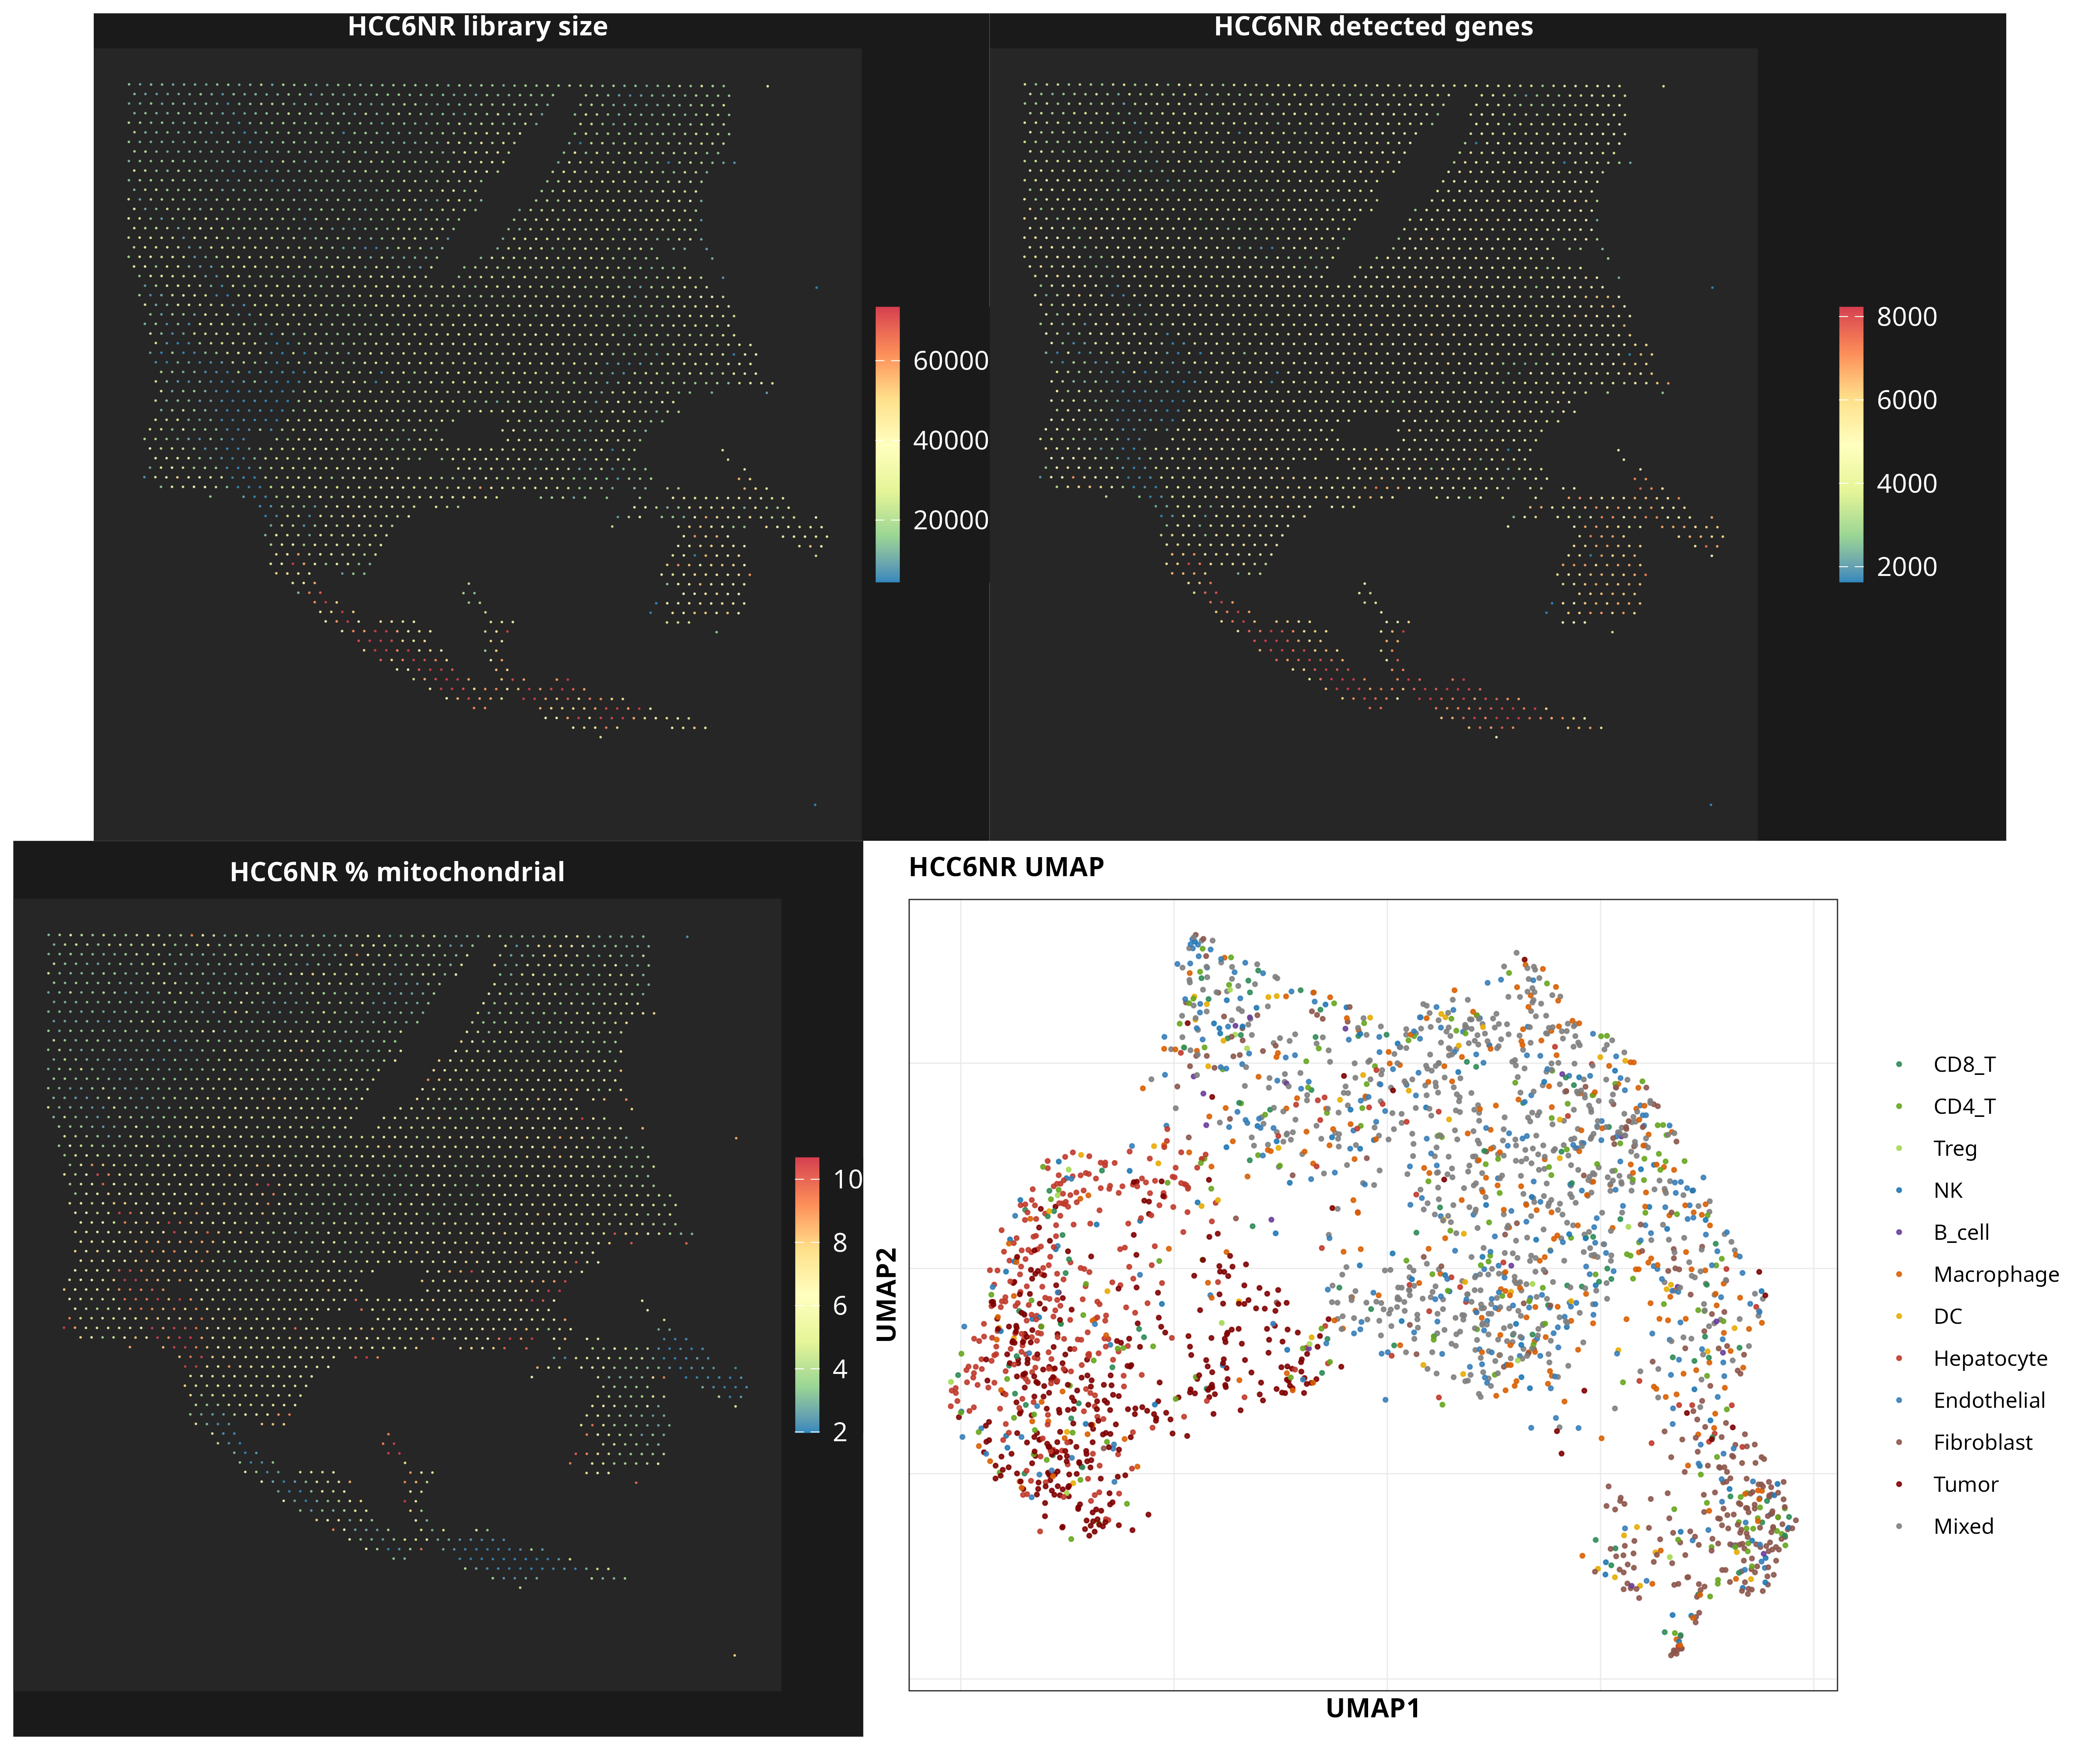 HCC6NR library size
60000
40000
20000
HCC6NR detected genes
8000
6000
4000
2000
HCC6NR % mitochondrial
10
8
6
4
2
HCC6NR UMAP
UMAP2
UMAP1
CD8_T
CD4_T
Treg
NK
B_cell
Macrophage
DC
Hepatocyte
Endothelial
Fibroblast
Tumor
Mixed